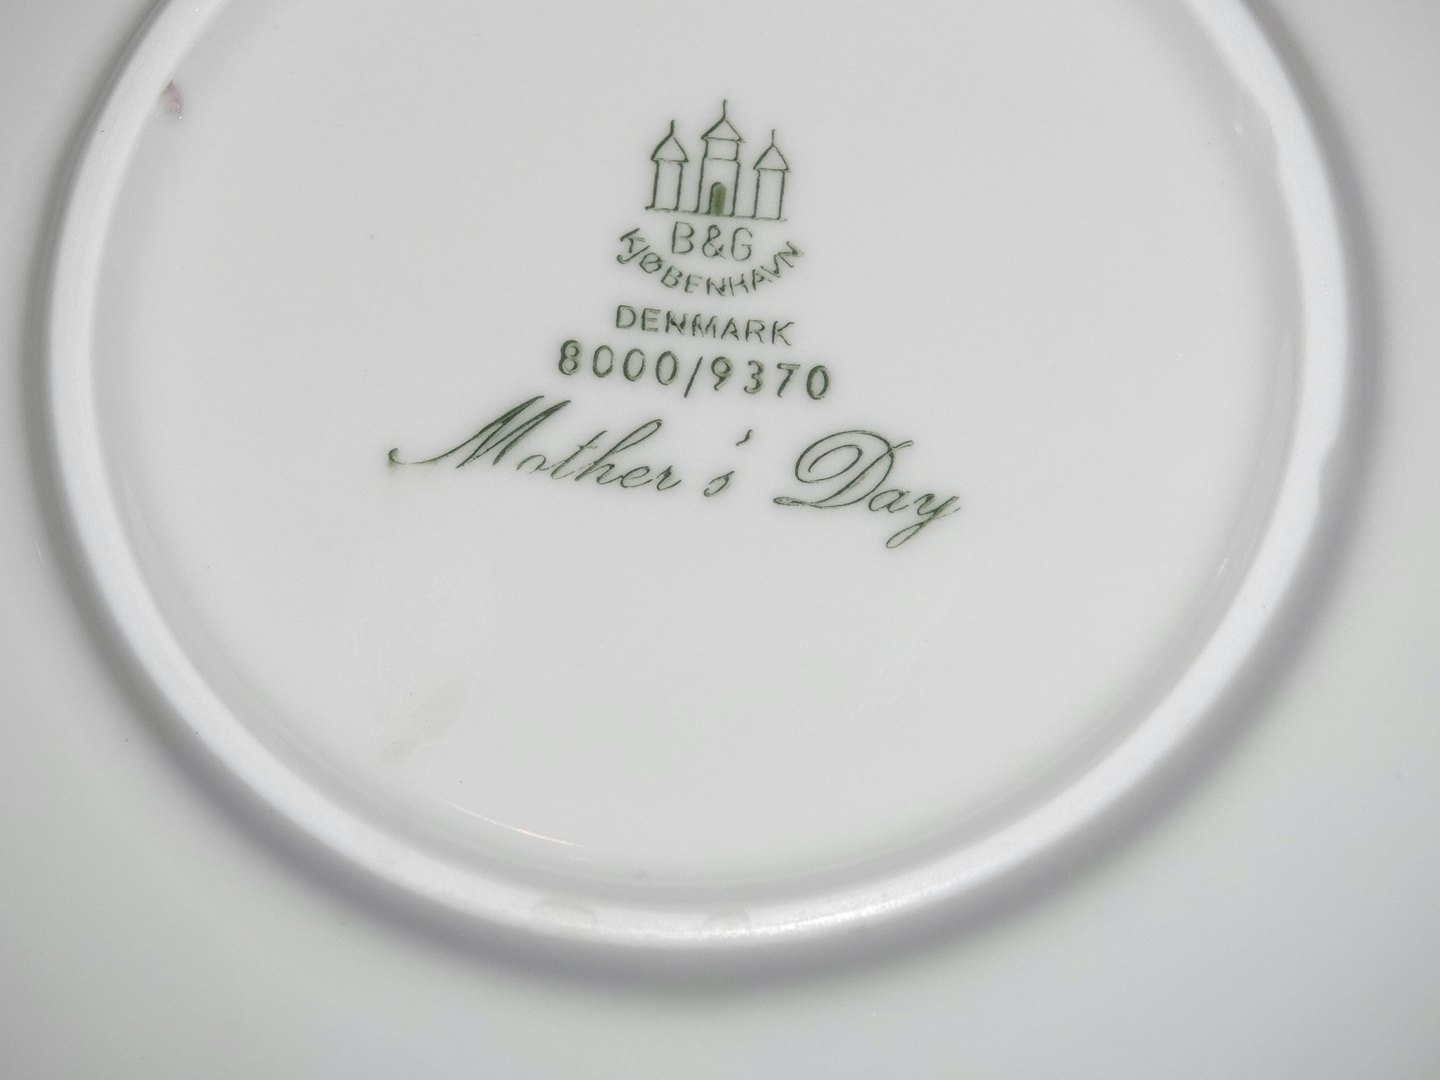 B&G
KJØBENHAVN
DENMARK
8000/9370
Mother's Day